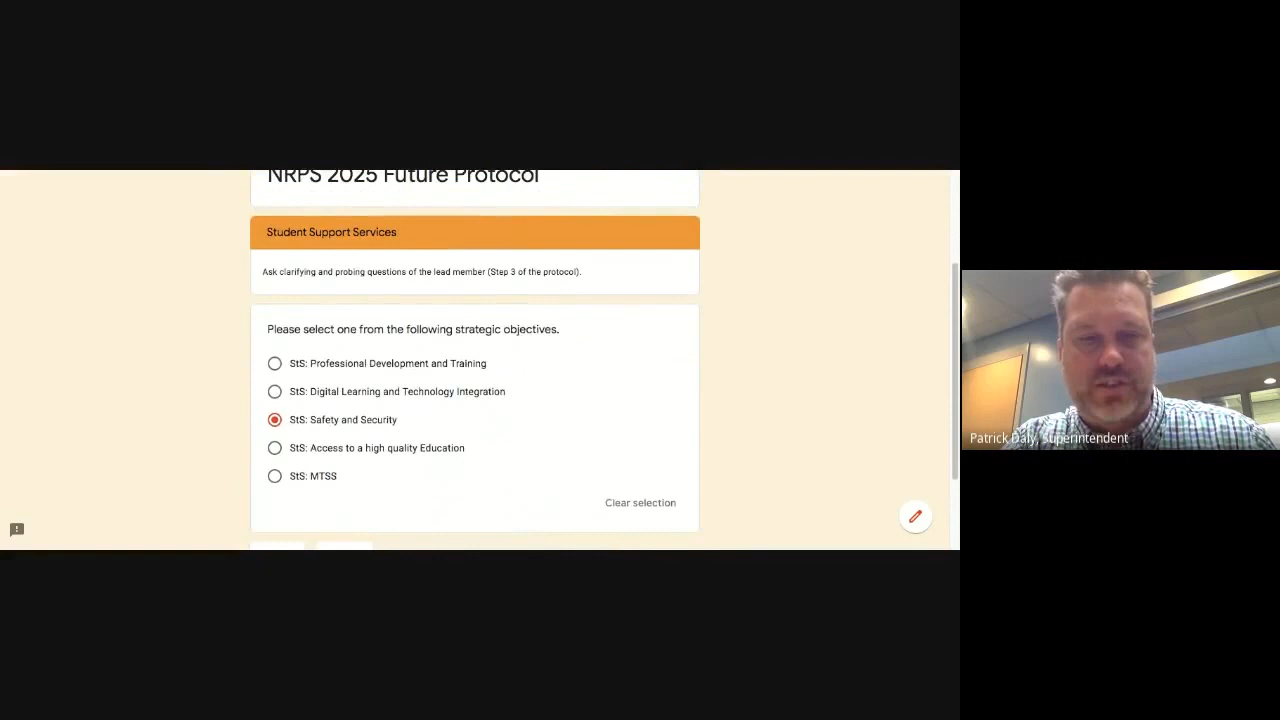 NRPS 2025 Future Protocol
Student Support Services
Ask clarifying and probing questions of the lead member (Step 3 of the protocol).
Please select one from the following strategic objectives.
StS: Professional Development and Training
StS: Digital Learning and Technology Integration
StS: Safety and Security
StS: Access to a high quality Education
StS: MTSS
Clear selection
Patrick Daly, Superintendent